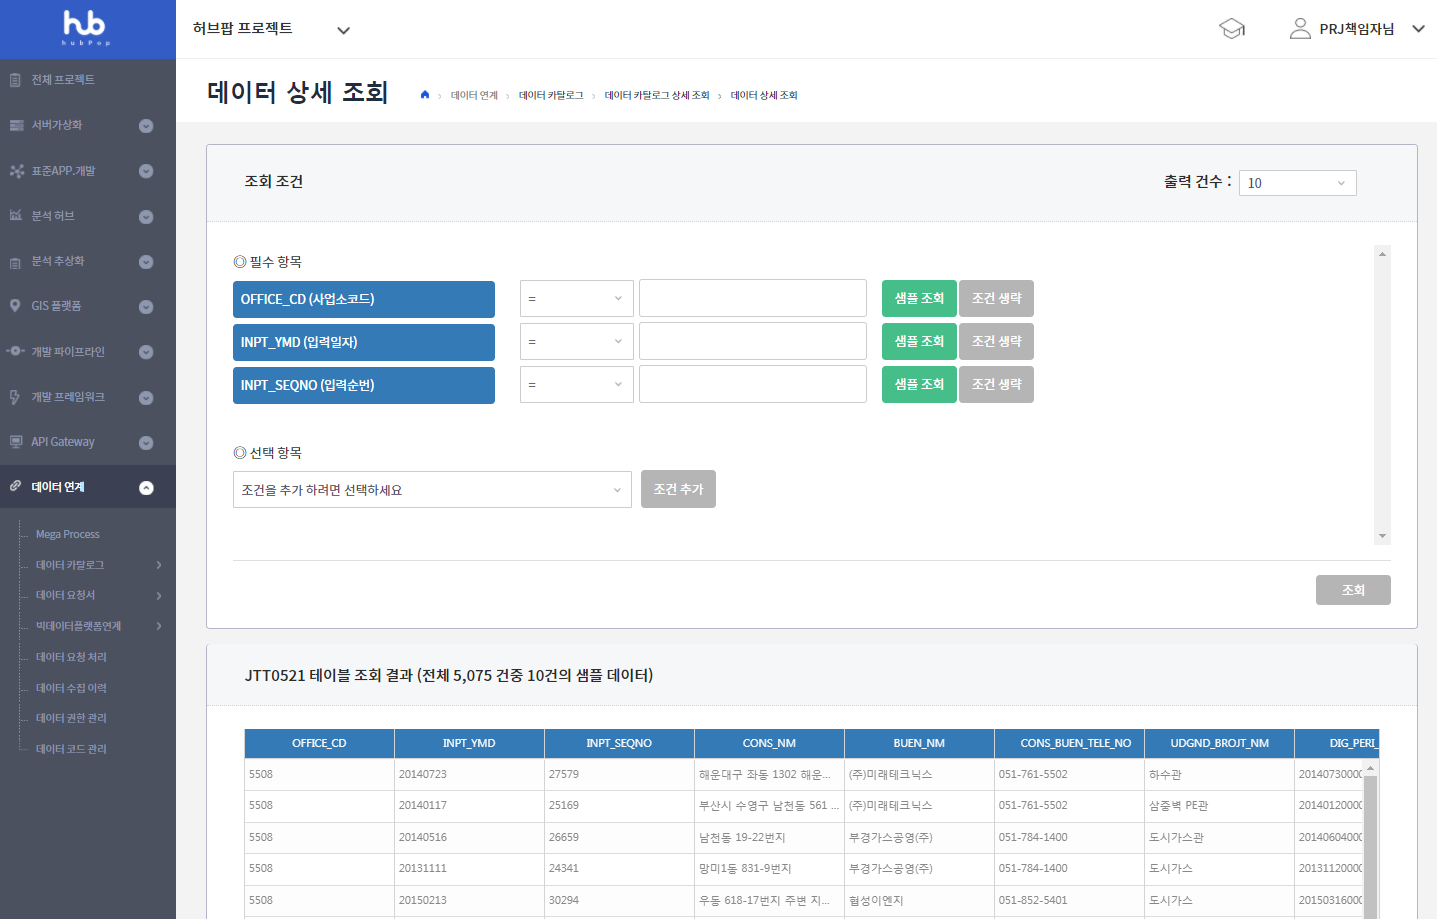 hub
hubPop
허브팝 프로젝트
PRJ책임자님
전체 프로젝트
서버가상화
표준APP.개발
분석 허브
분석 추상화
GIS 플랫폼
개발 파이프라인
개발 프레임워크
API Gateway
데이터 연계
Mega Process
데이터 카탈로그
데이터 요청서
빅데이터플랫폼연계
데이터 요청 처리
데이터 수집 이력
데이터 권한 관리
데이터 코드 관리
데이터 상세 조회
데이터 연계 › 데이터 카탈로그 › 데이터 카탈로그 상세 조회 › 데이터 상세 조회
조회 조건
출력 건수 : 10
◎ 필수 항목
OFFICE_CD (사업소코드) = 샘플 조회 조건 생략
INPT_YMD (입력일자) = 샘플 조회 조건 생략
INPT_SEQNO (입력순번) = 샘플 조회 조건 생략
◎ 선택 항목
조건을 추가 하려면 선택하세요 조건 추가
조회
JTT0521 테이블 조회 결과 (전체 5,075 건중 10건의 샘플 데이터)
OFFICE_CD INPT_YMD INPT_SEQNO CONS_NM BUEN_NM CONS_BUEN_TELE_NO UDGND_BROJT_NM DIG_PERI_
5508 20140723 27579 해운대구 좌동 1302 해운... (주)미래테크닉스 051-761-5502 하수관 20140730000
5508 20140117 25169 부산시 수영구 남천동 561 ... (주)미래테크닉스 051-761-5502 삼중벽 PE관 20140120000
5508 20140516 26659 남천동 19-22번지 부경가스공영(주) 051-784-1400 도시가스관 20140604000
5508 20131111 24341 망미1동 831-9번지 부경가스공영(주) 051-784-1400 도시가스 20131120000
5508 20150213 30294 우동 618-17번지 주변 지... 협성이엔지 051-852-5401 도시가스 20150316000